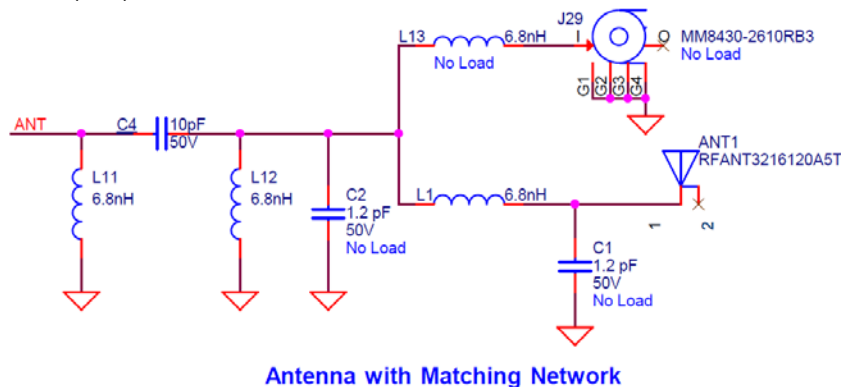 J29
L13
6.8nH
I
O
MM8430-2610RB3
No Load
No Load
G1
G2
G3
G4
ANT
C4
10pF
50V
ANT1
RFANT3216120A5T
L11
6.8nH
L12
6.8nH
C2
1.2 pF
50V
No Load
L1
6.8nH
1
2
C1
1.2 pF
50V
No Load
Antenna with Matching Network